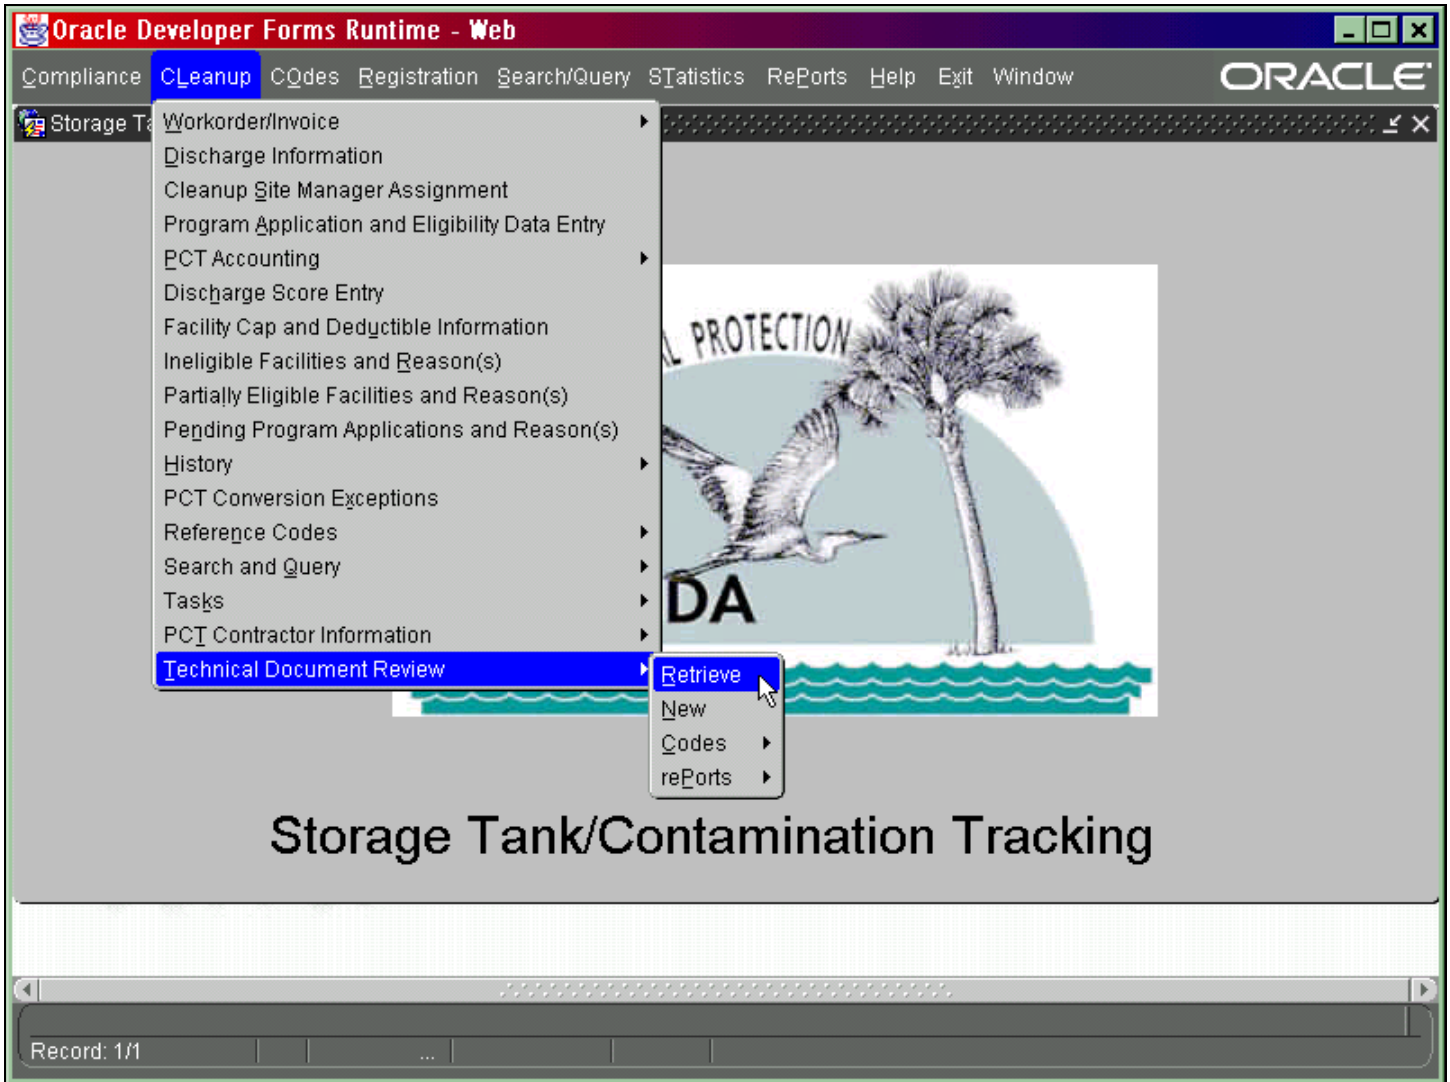 Oracle Developer Forms Runtime - Web
Compliance CLeanup COdes Registration Search/Query STatistics RePorts Help Exit Window ORACLE
Storage Ta
Workorder/Invoice
Discharge Information
Cleanup Site Manager Assignment
Program Application and Eligibility Data Entry
PCT Accounting
Discharge Score Entry
Facility Cap and Deductible Information
Ineligible Facilities and Reason(s)
Partially Eligible Facilities and Reason(s)
Pending Program Applications and Reason(s)
History
PCT Conversion Exceptions
Reference Codes
Search and Query
Tasks
PCT Contractor Information
Technical Document Review
Retrieve
New
Codes
rePorts
L PROTECTION
DA
Storage Tank/Contamination Tracking
Record: 1/1
...